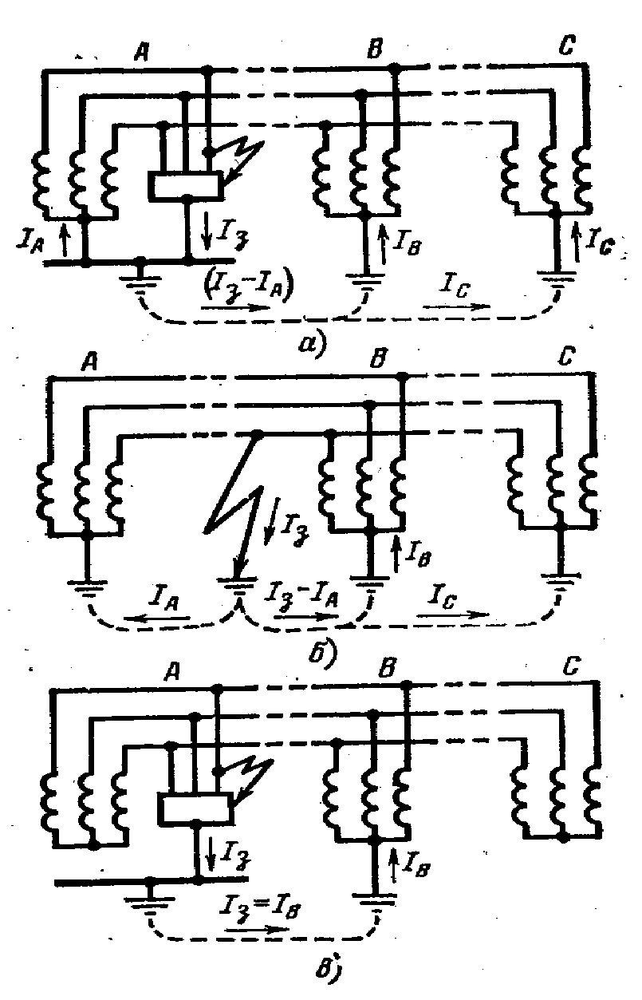 A B C
I_A I_з I_B I_C
(I_з-I_A) I_C
а)
A B C
I_з I_B
I_A I_з-I_A I_C
б)
A B C
I_з I_B
I_з=I_B
в)